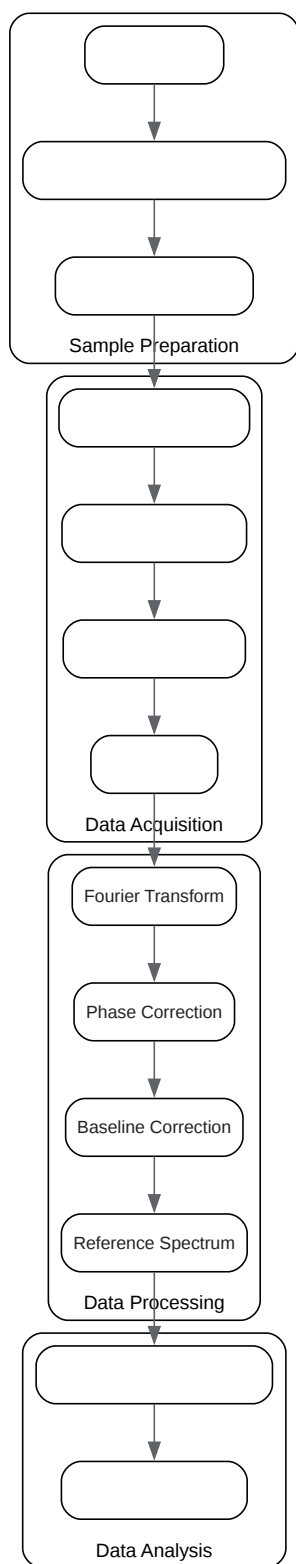 Sample Preparation
Data Acquisition
Fourier Transform
Phase Correction
Baseline Correction
Reference Spectrum
Data Processing
Data Analysis